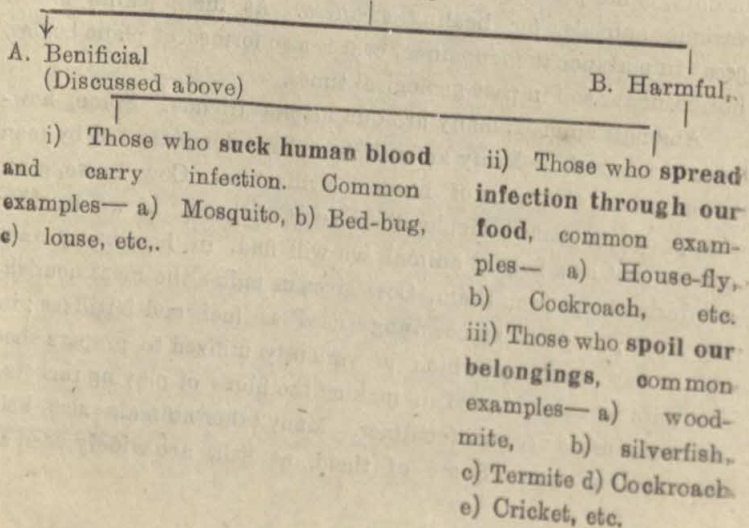 A. Benificial
(Discussed above)
B. Harmful,
i) Those who suck human blood
and carry infection. Common
examples— a) Mosquito, b) Bed-bug,
c) louse, etc,.
ii) Those who spread
infection through our
food, common exam-
ples— a) House-fly,
b) Cockroach, etc.
iii) Those who spoil our
belongings, common
examples— a) wood-
mite, b) silverfish,
c) Termite d) Cockroach
e) Cricket, etc.